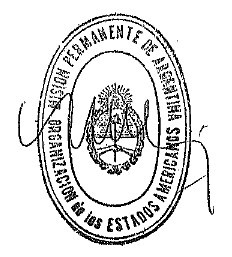 MISION PERMANENTE DE ARGENTINA
ORGANIZACION de los ESTADOS AMERICANOS